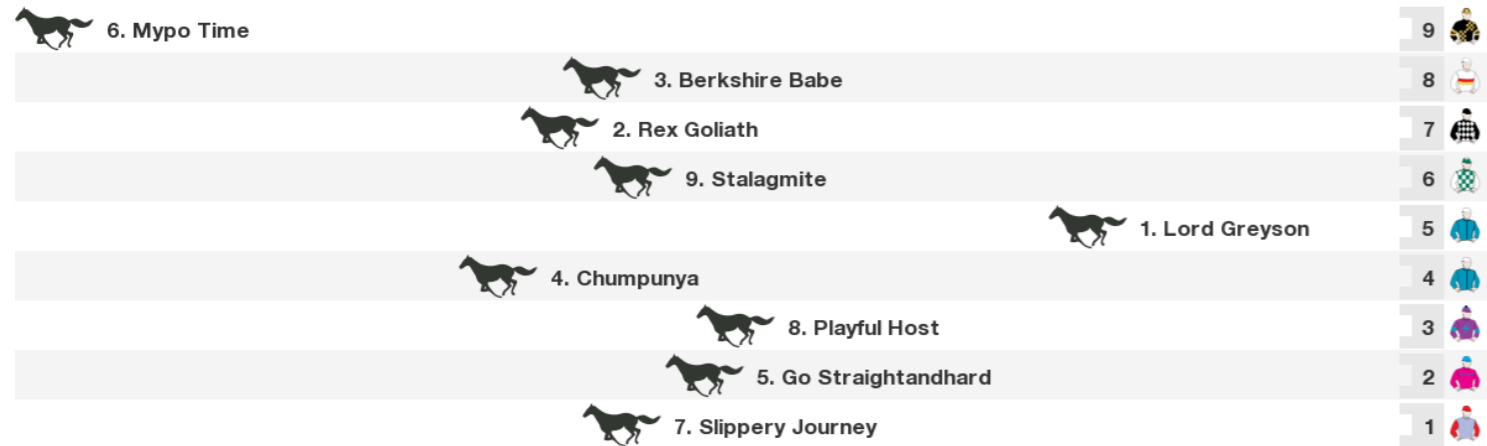 6. Mypo Time 9
3. Berkshire Babe 8
2. Rex Goliath 7
9. Stalagmite 6
1. Lord Greyson 5
4. Chumpunya 4
8. Playful Host 3
5. Go Straightandhard 2
7. Slippery Journey 1